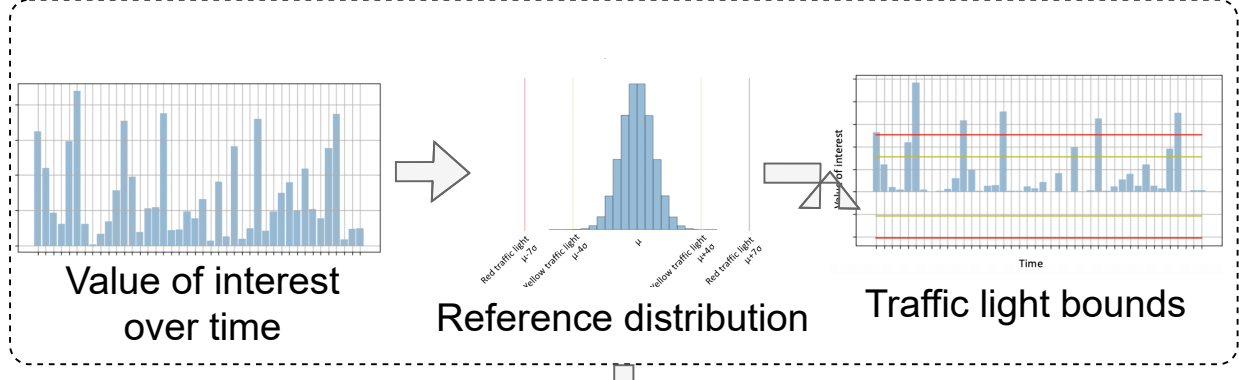 Value of interest
over time
Red traffic light
μ-7σ
Yellow traffic light
μ-4σ
μ
Yellow traffic light
μ+4σ
Red traffic light
μ+7σ
Reference distribution
Value of interest
Time
Traffic light bounds